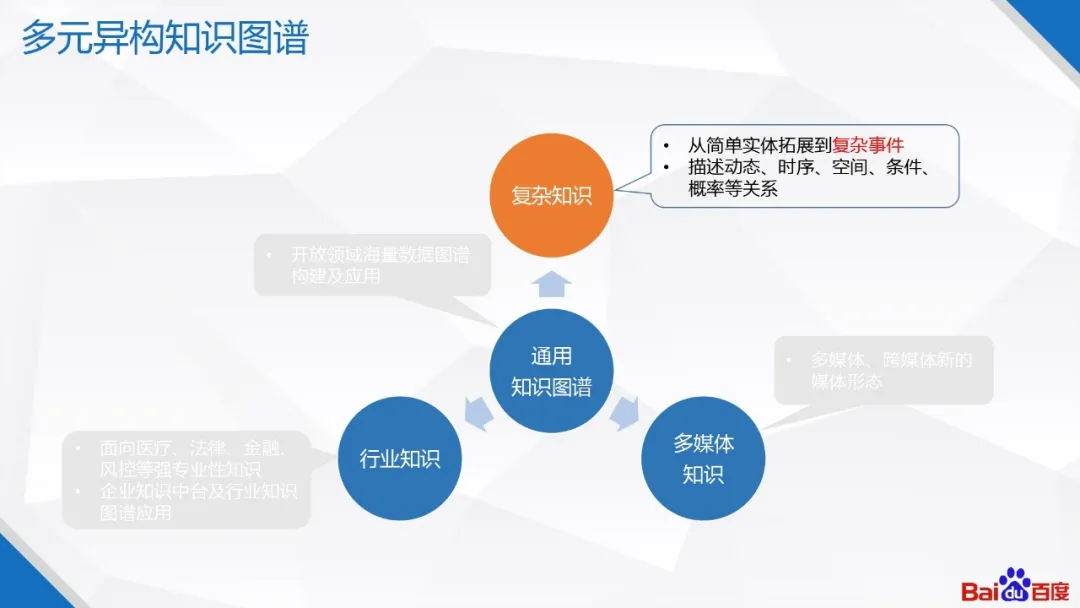 多元异构知识图谱
• 从简单实体拓展到复杂事件
• 描述动态、时序、空间、条件、
概率等关系
复杂知识
• 开放领域海量数据图谱
构建及应用
通用
知识图谱
• 多媒体、跨媒体新的
媒体形态
• 面向医疗、法律、金融、
风控等强专业性知识
• 企业知识中台及行业知识
图谱应用
行业知识
多媒体
知识
Bai du 百度